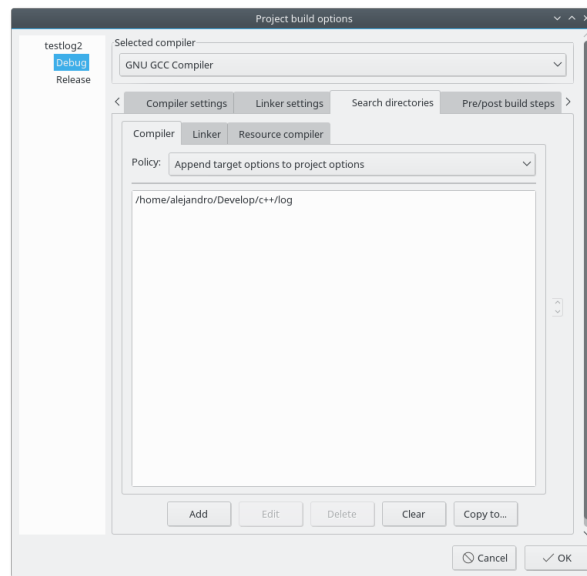 Project build options
testlog2
Debug
Release
Selected compiler
GNU GCC Compiler
Compiler settings
Linker settings
Search directories
Pre/post build steps
Compiler
Linker
Resource compiler
Policy:
Append target options to project options
/home/alejandro/Develop/c++/log
Add
Edit
Delete
Clear
Copy to...
Cancel
OK